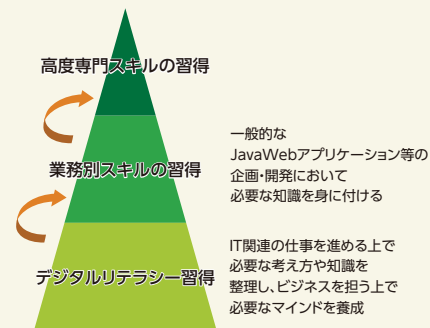 高度専門スキルの習得
業務別スキルの習得
一般的な
JavaWebアプリケーション等の
企画・開発において
必要な知識を身に付ける
デジタルリテラシー習得
IT関連の仕事を進める上で
必要な考え方や知識を
整理し、ビジネスを担う上で
必要なマインドを養成